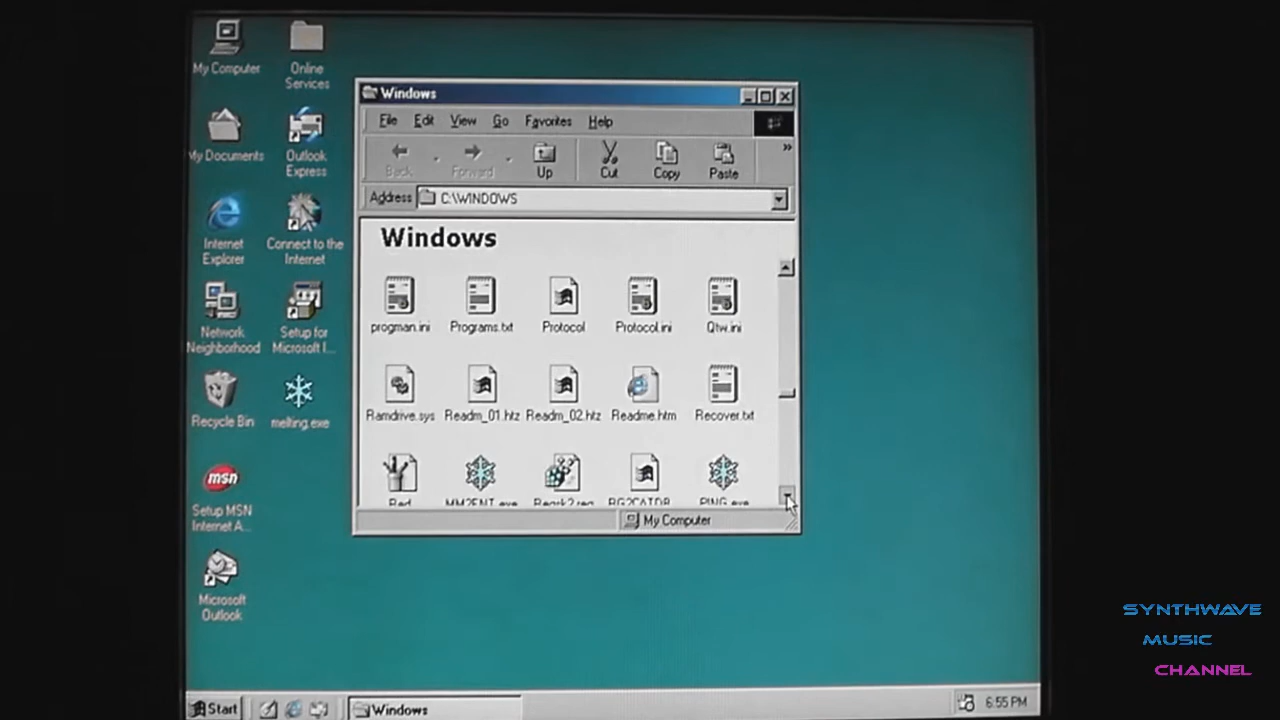 My Computer
Online
Services
My Documents
Outlook
Express
Internet
Explorer
Connect to the
Internet
Network
Neighborhood
Setup for
Microsoft I...
Recycle Bin
melting.exe
msn
Setup MSN
Internet A...
Microsoft
Outlook
Windows
File Edit View Go Favorites Help
Back Forward Up Cut Copy Paste
Address C:\WINDOWS
Windows
progman.ini Programs.txt Protocol Protocol.ini Qtw.ini
Ramdrive.sys Readm_01.htz Readm_02.htz Readme.htm Recover.txt
PING.exe
My Computer
Start Windows 6:55 PM
SYNTHWAVE
MUSIC
CHANNEL